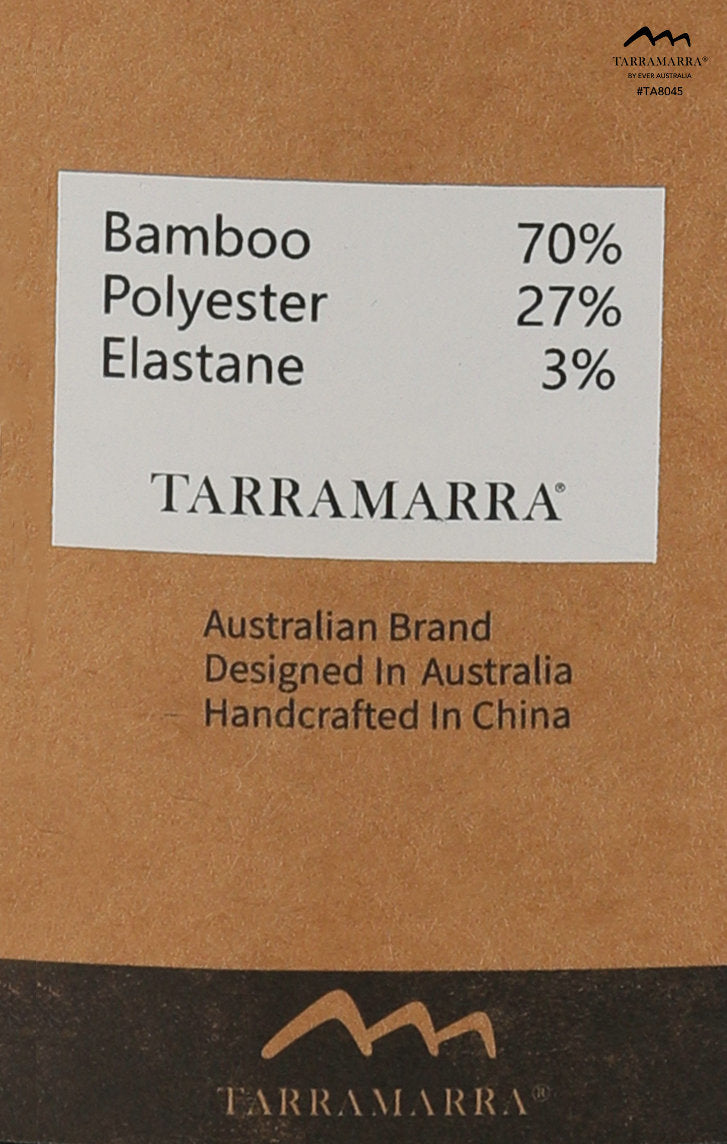 TARRAMARRA®
BY EVER AUSTRALIA
#TA8045
Bamboo 70%
Polyester 27%
Elastane 3%
TARRAMARRA®
Australian Brand
Designed In Australia
Handcrafted In China
TARRAMARRA®